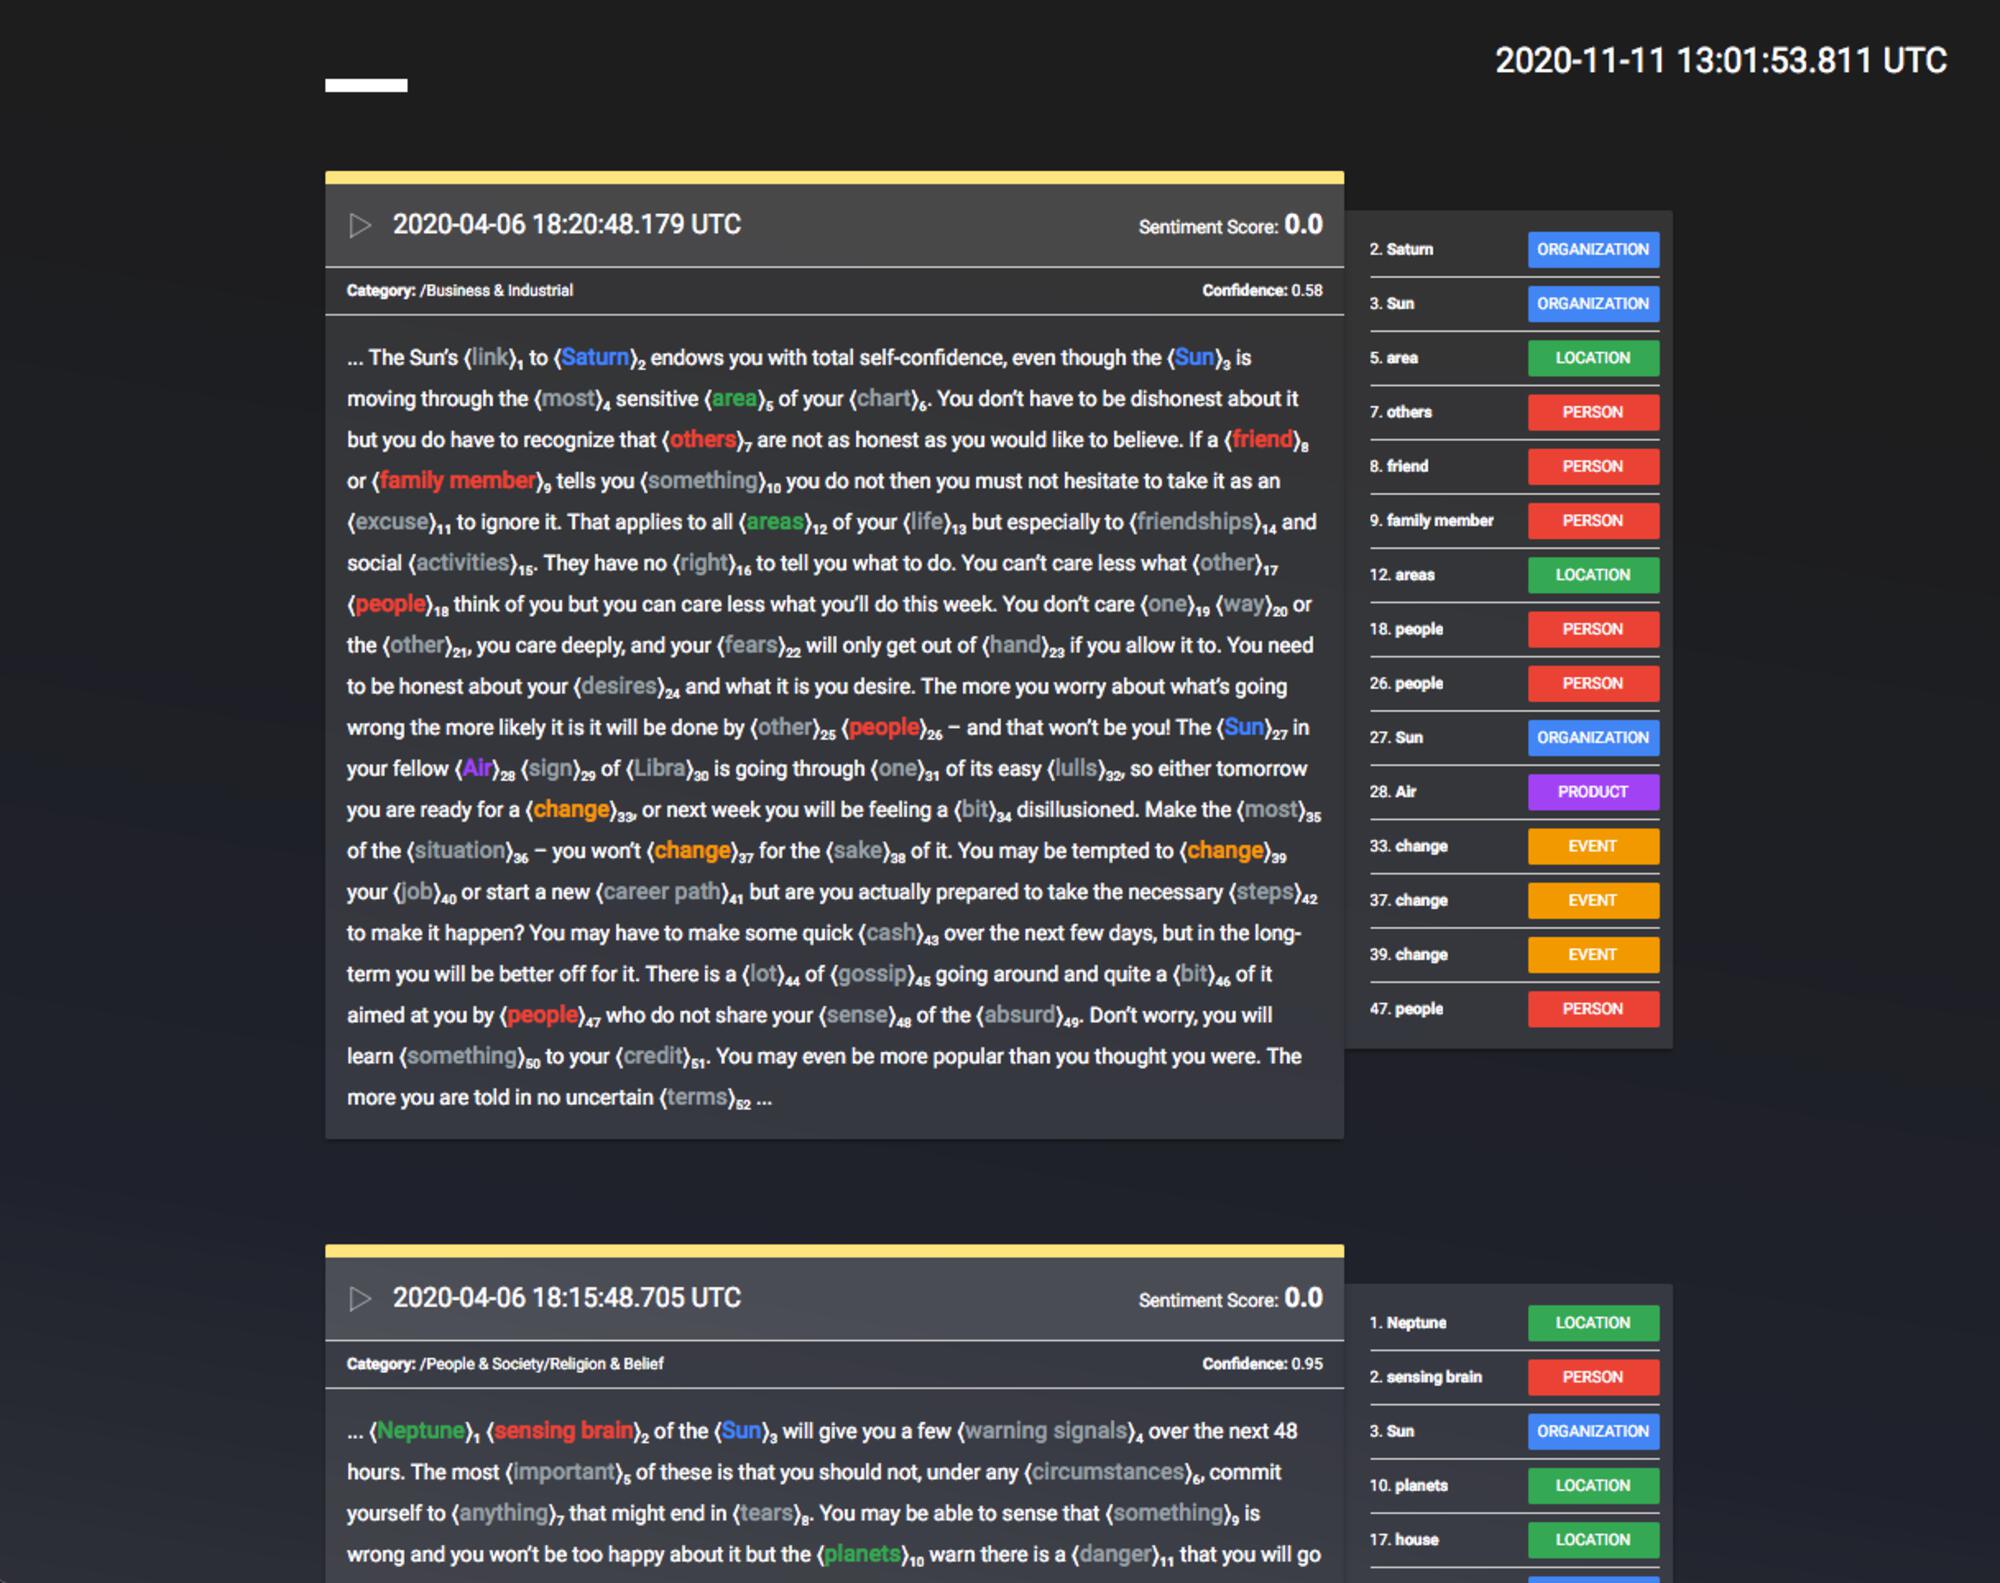 2020-11-11 13:01:53.811 UTC
2020-04-06 18:20:48.179 UTC Sentiment Score: 0.0
Category: /Business & Industrial Confidence: 0.58
... The Sun's ⟨link⟩1 to ⟨Saturn⟩2 endows you with total self-confidence, even though the ⟨Sun⟩3 is
moving through the ⟨most⟩4 sensitive ⟨area⟩5 of your ⟨chart⟩6. You don't have to be dishonest about it
but you do have to recognize that ⟨others⟩7 are not as honest as you would like to believe. If a ⟨friend⟩8
or ⟨family member⟩9 tells you ⟨something⟩10 you do not then you must not hesitate to take it as an
⟨excuse⟩11 to ignore it. That applies to all ⟨areas⟩12 of your ⟨life⟩13 but especially to ⟨friendships⟩14 and
social ⟨activities⟩15. They have no ⟨right⟩16 to tell you what to do. You can't care less what ⟨other⟩17
⟨people⟩18 think of you but you can care less what you'll do this week. You don't care ⟨one⟩19 ⟨way⟩20 or
the ⟨other⟩21, you care deeply, and your ⟨fears⟩22 will only get out of ⟨hand⟩23 if you allow it to. You need
to be honest about your ⟨desires⟩24 and what it is you desire. The more you worry about what's going
wrong the more likely it is it will be done by ⟨other⟩25 ⟨people⟩26 – and that won't be you! The ⟨Sun⟩27 in
your fellow ⟨Air⟩28 ⟨sign⟩29 of ⟨Libra⟩30 is going through ⟨one⟩31 of its easy ⟨lulls⟩32, so either tomorrow
you are ready for a ⟨change⟩33, or next week you will be feeling a ⟨bit⟩34 disillusioned. Make the ⟨most⟩35
of the ⟨situation⟩36 – you won't ⟨change⟩37 for the ⟨sake⟩38 of it. You may be tempted to ⟨change⟩39
your ⟨job⟩40 or start a new ⟨career path⟩41 but are you actually prepared to take the necessary ⟨steps⟩42
to make it happen? You may have to make some quick ⟨cash⟩43 over the next few days, but in the long-
term you will be better off for it. There is a ⟨lot⟩44 of ⟨gossip⟩45 going around and quite a ⟨bit⟩46 of it
aimed at you by ⟨people⟩47 who do not share your ⟨sense⟩48 of the ⟨absurd⟩49. Don't worry, you will
learn ⟨something⟩50 to your ⟨credit⟩51. You may even be more popular than you thought you were. The
more you are told in no uncertain ⟨terms⟩52 ...
2. Saturn ORGANIZATION
3. Sun ORGANIZATION
5. area LOCATION
7. others PERSON
8. friend PERSON
9. family member PERSON
12. areas LOCATION
18. people PERSON
26. people PERSON
27. Sun ORGANIZATION
28. Air PRODUCT
33. change EVENT
37. change EVENT
39. change EVENT
47. people PERSON
2020-04-06 18:15:48.705 UTC Sentiment Score: 0.0
Category: /People & Society/Religion & Belief Confidence: 0.95
... ⟨Neptune⟩1 ⟨sensing brain⟩2 of the ⟨Sun⟩3 will give you a few ⟨warning signals⟩4 over the next 48
hours. The most ⟨important⟩5 of these is that you should not, under any ⟨circumstances⟩6, commit
yourself to ⟨anything⟩7 that might end in ⟨tears⟩8. You may be able to sense that ⟨something⟩9 is
wrong and you won't be too happy about it but the ⟨planets⟩10 warn there is a ⟨danger⟩11 that you will go
1. Neptune LOCATION
2. sensing brain PERSON
3. Sun ORGANIZATION
10. planets LOCATION
17. house LOCATION